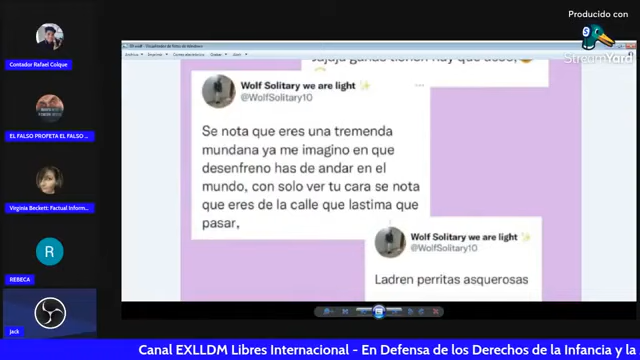 Producido con
StreamYard
Contador Rafael Colque
EL FALSO PROFETA EL FALSO
Virginia Beckett: Factual Inform...
R
REBECA
Jack
Jajaja ganas tienen hay que asco,
Wolf Solitary we are light
@WolfSolitary10
Se nota que eres una tremenda
mundana ya me imagino en que
desenfreno has de andar en el
mundo, con solo ver tu cara se nota
que eres de la calle que lastima que
pasar,
Wolf Solitary we are light
@WolfSolitary10
Ladren perritas asquerosas
Canal EXLLDM Libres Internacional - En Defensa de los Derechos de la Infancia y la